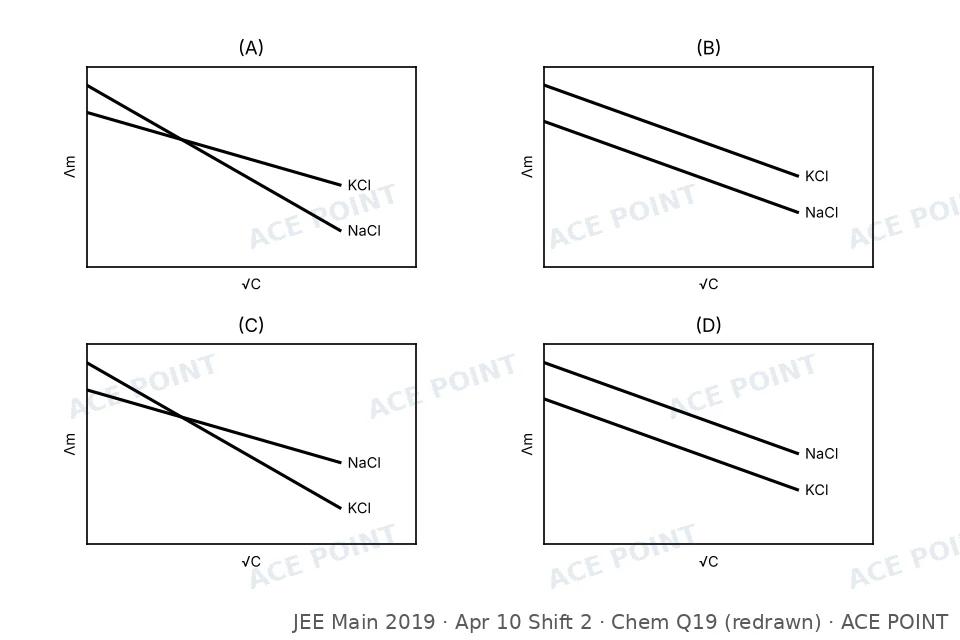 (A)
(B)
Λm
KCl
NaCl
√C
Λm
KCl
NaCl
√C
(C)
(D)
Λm
NaCl
KCl
√C
Λm
NaCl
KCl
√C
ACE POINT
ACE POINT
ACE POI
ACE POINT
ACE POINT
ACE POINT
ACE POINT
ACE POINT
ACE POI
JEE Main 2019 · Apr 10 Shift 2 · Chem Q19 (redrawn) · ACE POINT